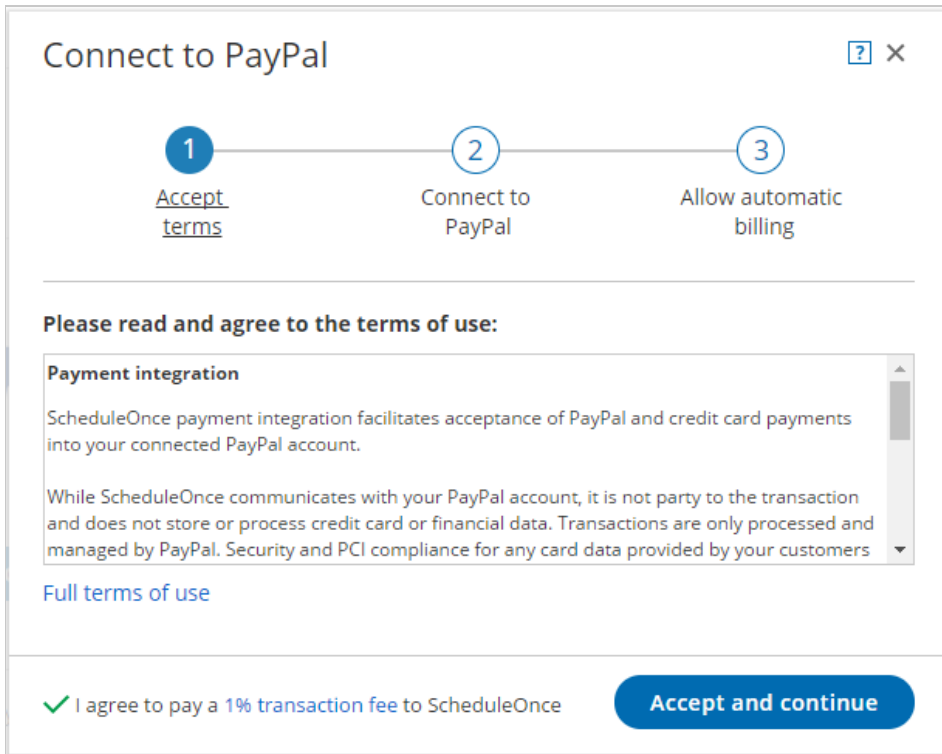 Connect to PayPal
?
1 2 3
Accept terms
Connect to PayPal
Allow automatic billing
Please read and agree to the terms of use:
Payment integration
ScheduleOnce payment integration facilitates acceptance of PayPal and credit card payments
into your connected PayPal account.
While ScheduleOnce communicates with your PayPal account, it is not party to the transaction
and does not store or process credit card or financial data. Transactions are only processed and
managed by PayPal. Security and PCI compliance for any card data provided by your customers
Full terms of use
I agree to pay a 1% transaction fee to ScheduleOnce
Accept and continue